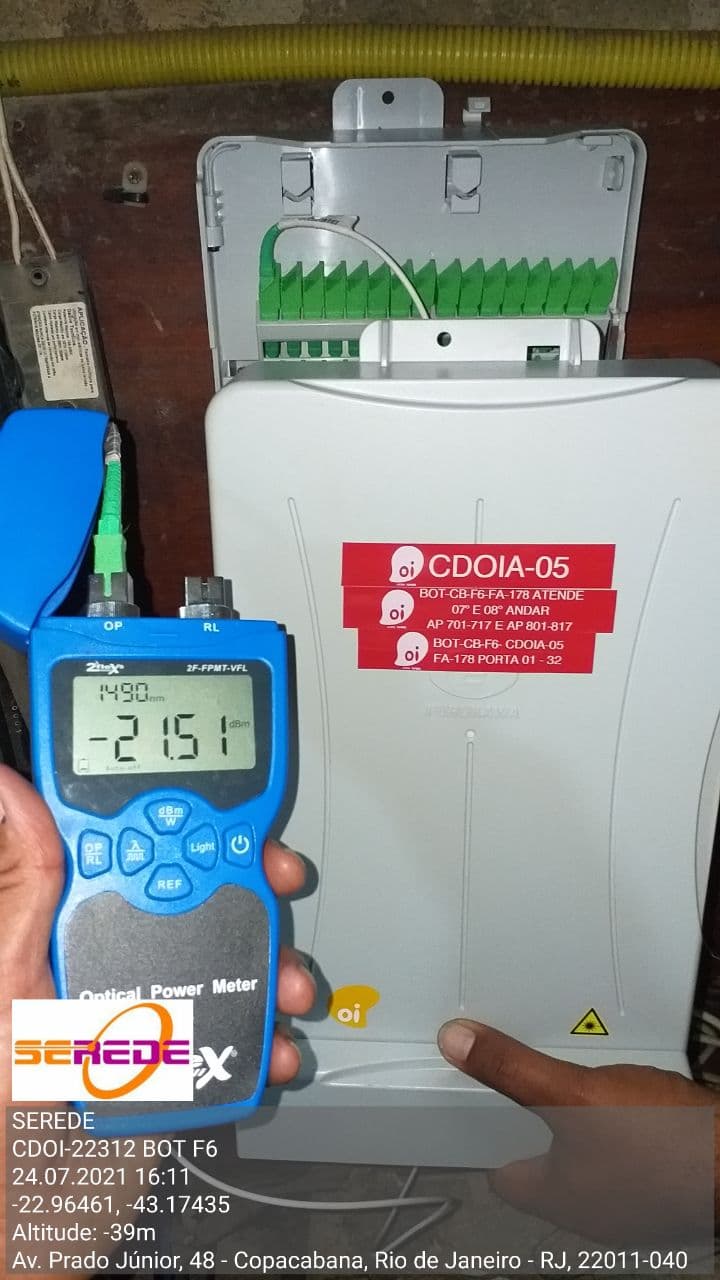 APLICAÇÃO:
oi CDOIA-05
oi BOT-CB-F6-FA-178 ATENDE
07° E 08° ANDAR
AP 701-717 E AP 801-817
oi BOT-CB-F6- CDOIA-05
FA-178 PORTA 01 - 32
OP RL
2Flex 2F-FPMT-VFL
1490nm
-21.51 dBm
Auto-off
dBm
W
OP
RL
λ
Light
REF
Optical Power Meter
oi
SEREDE
SEREDE
CDOI-22312 BOT F6
24.07.2021 16:11
-22.96461, -43.17435
Altitude: -39m
Av. Prado Júnior, 48 - Copacabana, Rio de Janeiro - RJ, 22011-040